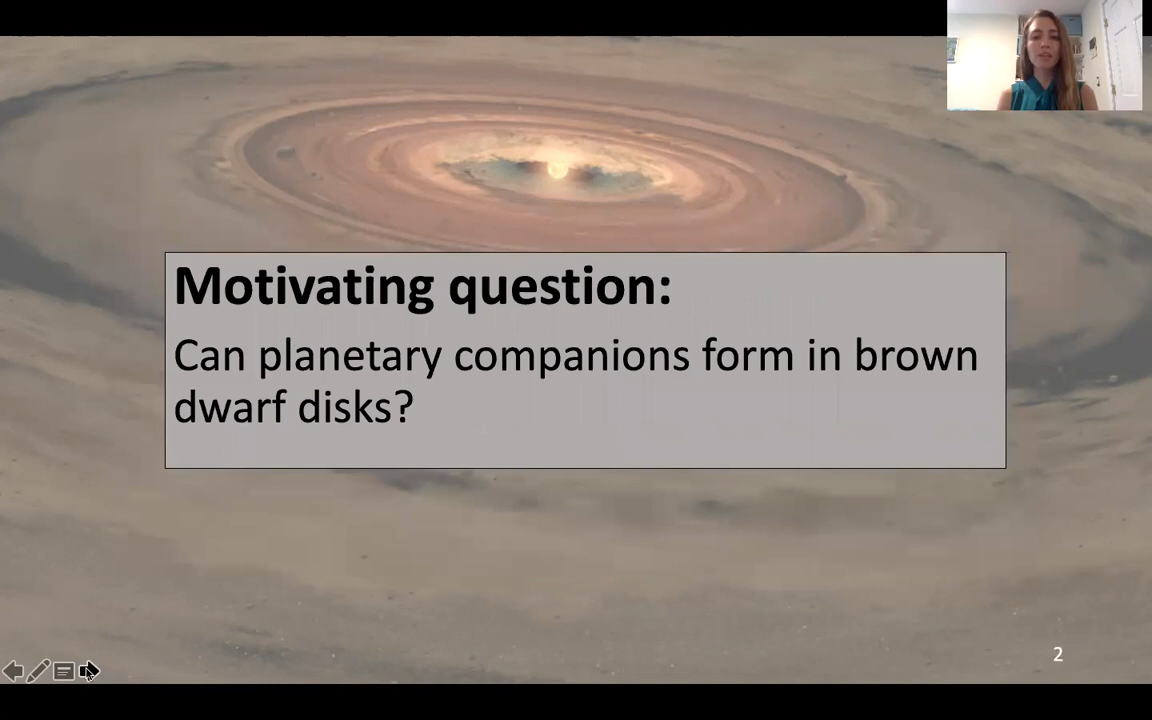 Motivating question:
Can planetary companions form in brown
dwarf disks?
2